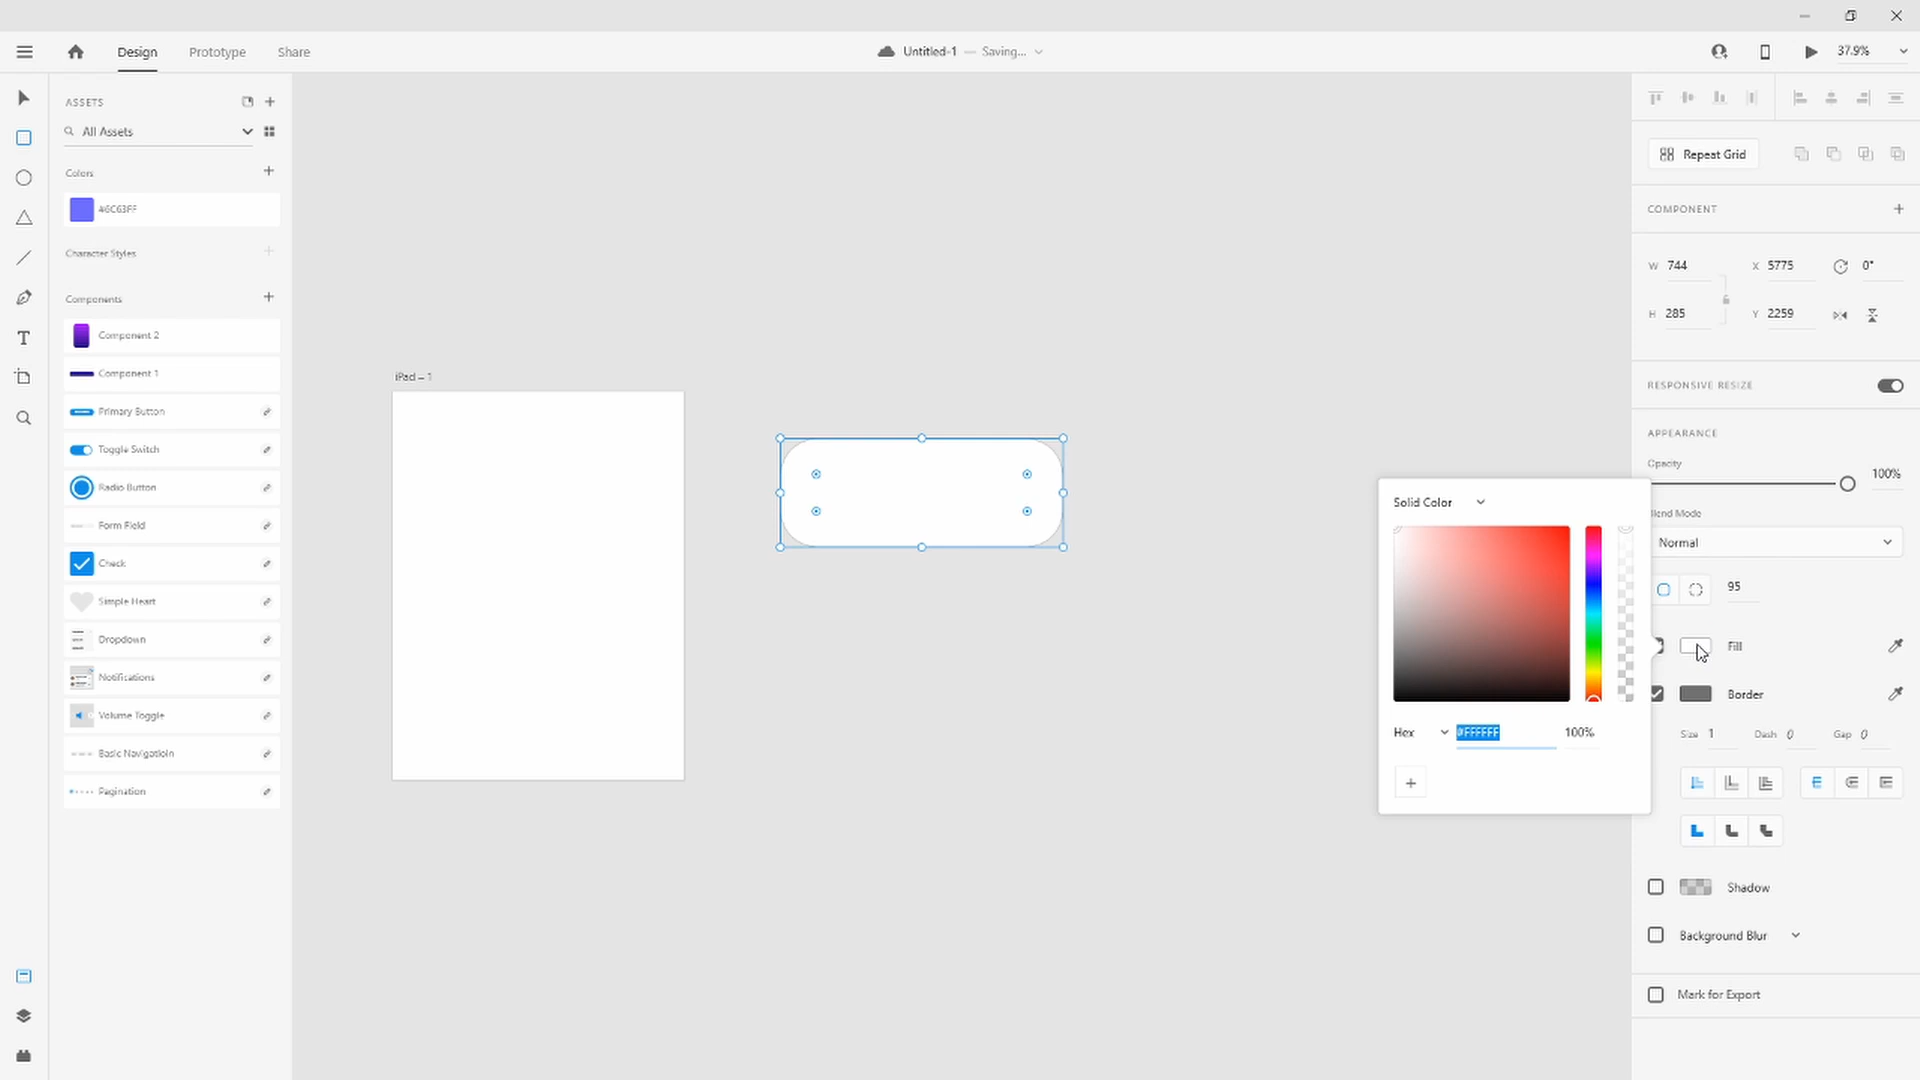 Design Prototype Share
Untitled-1 — Saving...
37.9%
ASSETS
All Assets
Colors
#6C63FF
Character Styles
Components
Component 2
Component 1
Primary Button
Toggle Switch
Radio Button
Form Field
Check
Simple Heart
Dropdown
Notifications
Volume Toggle
Basic Navigation
Pagination
iPad – 1
Solid Color
Hex #FFFFFF 100%
Repeat Grid
COMPONENT
W 744 X 5775 0°
H 285 Y 2259
RESPONSIVE RESIZE
APPEARANCE
Opacity
100%
Blend Mode
Normal
95
Fill
Border
Size 1 Dash 0 Gap 0
Shadow
Background Blur
Mark for Export